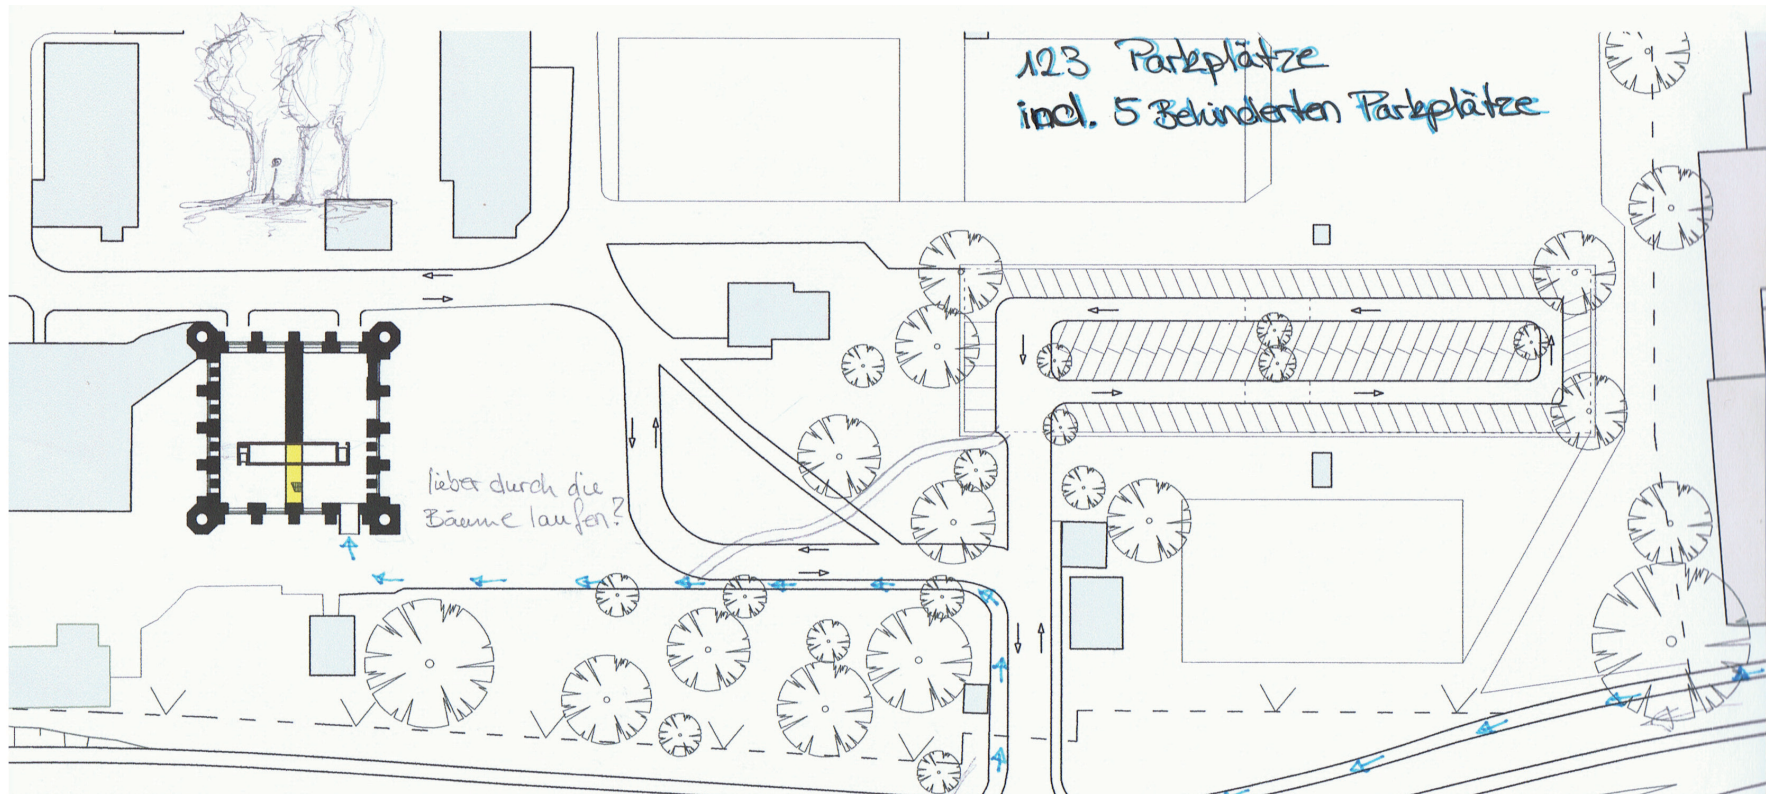 123 Parkplätze
incl. 5 Behinderten Parkplätze
lieber durch die
Bäume laufen?